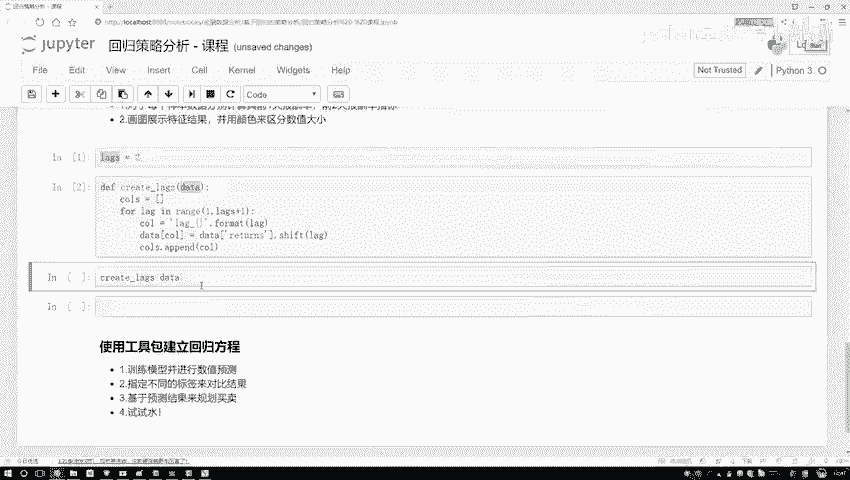 回归策略分析 - 课程
jupyter 回归策略分析 - 课程 (unsaved changes)
File Edit View Insert Cell Kernel Widgets Help
Not Trusted Python 3
Code
2.画图展示特征结果，并用颜色来区分数值大小
In [1]: lags = 2
In [2]: def create_lags(data):
cols = []
for lag in range(1,lags+1):
col = 'lag_{}'.format(lag)
data[col] = data['returns'].shift(lag)
cols.append(col)
In [ ]: create_lags data
In [ ]:
使用工具包建立回归方程
1.训练模型并进行数值预测
2.指定不同的标签来对比结果
3.基于预测结果来规划买卖
4.试试水!